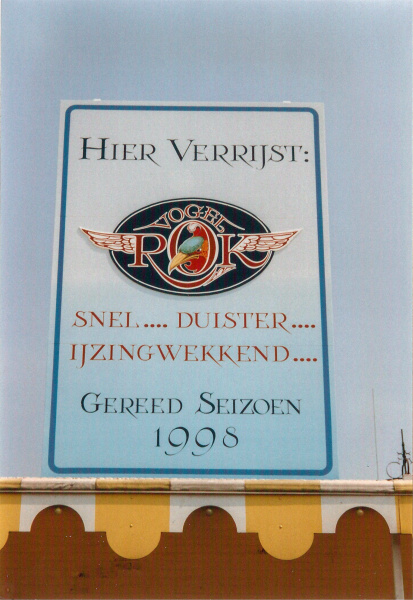 HIER VERRIJST:
VOGEL
ROK
SNEL.... DUISTER....
IJZINGWEKKEND....
GEREED SEIZOEN
1998